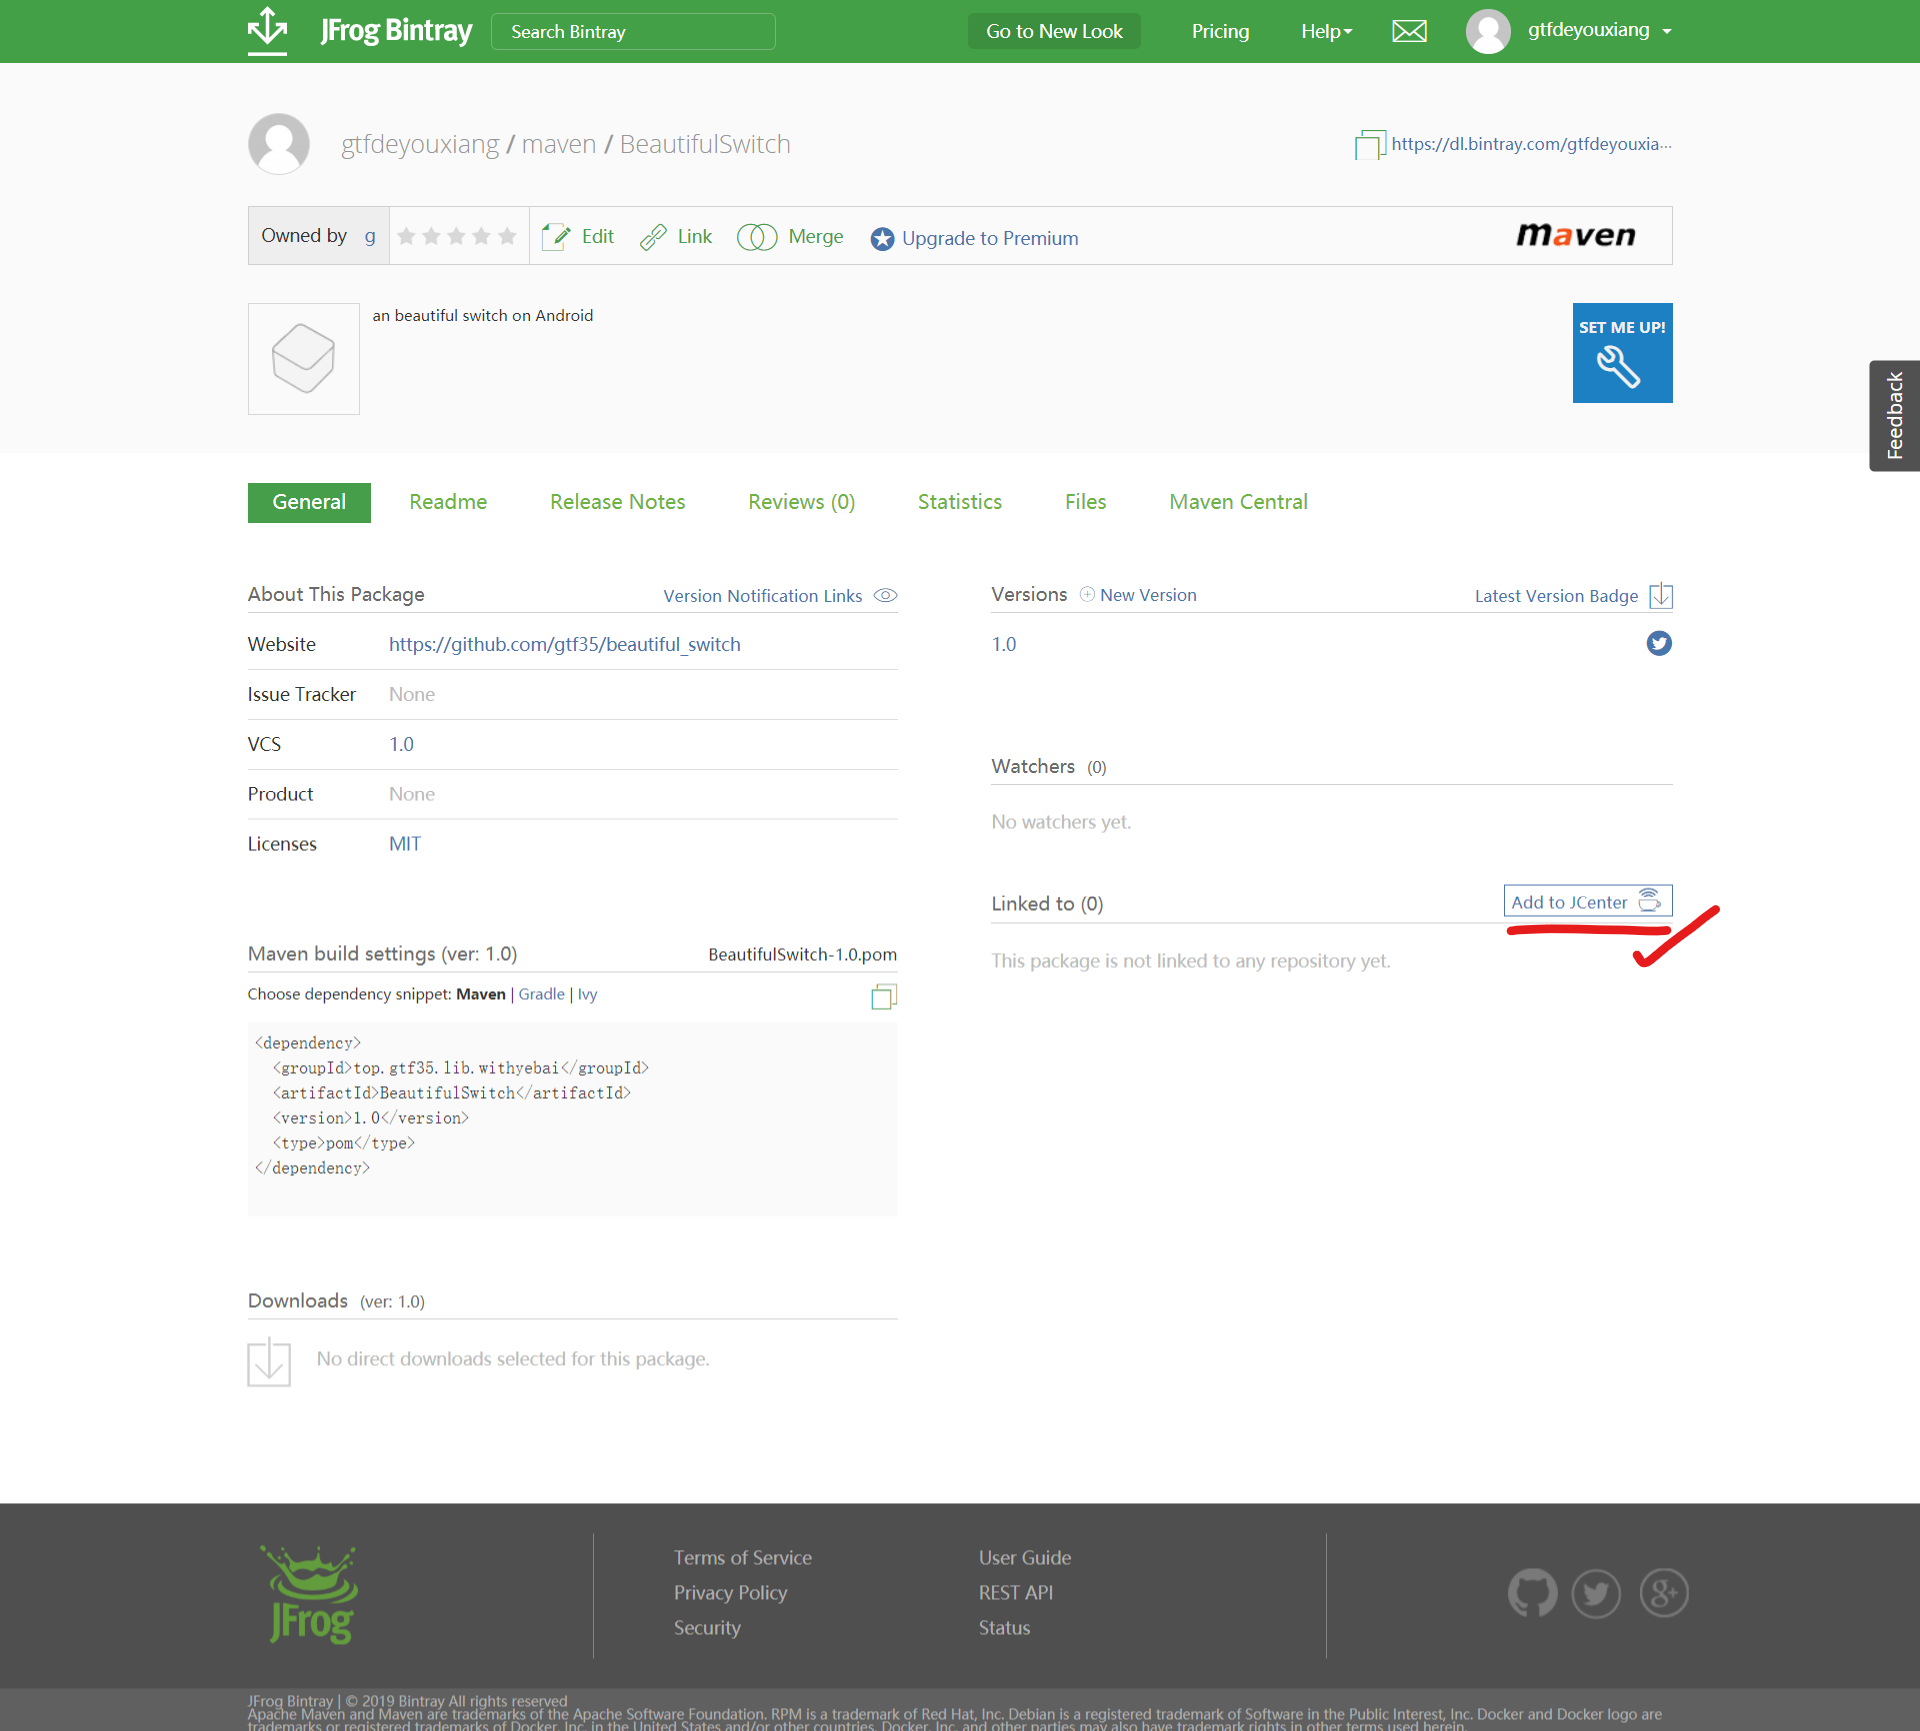 JFrog Bintray Search Bintray Go to New Look Pricing Help gtfdeyouxiang
gtfdeyouxiang / maven / BeautifulSwitch https://dl.bintray.com/gtfdeyouxia...
Owned by g Edit Link Merge Upgrade to Premium maven
an beautiful switch on Android
SET ME UP!
Feedback
General Readme Release Notes Reviews (0) Statistics Files Maven Central
About This Package Version Notification Links
Website https://github.com/gtf35/beautiful_switch
Issue Tracker None
VCS 1.0
Product None
Licenses MIT
Versions New Version Latest Version Badge
1.0
Watchers (0)
No watchers yet.
Linked to (0) Add to JCenter
This package is not linked to any repository yet.
Maven build settings (ver: 1.0) BeautifulSwitch-1.0.pom
Choose dependency snippet: Maven | Gradle | Ivy
<dependency>
<groupId>top.gtf35.lib.withyebai</groupId>
<artifactId>BeautifulSwitch</artifactId>
<version>1.0</version>
<type>pom</type>
</dependency>
Downloads (ver: 1.0)
No direct downloads selected for this package.
JFrog
Terms of Service
Privacy Policy
Security
User Guide
REST API
Status
g+
JFrog Bintray | © 2019 Bintray All rights reserved
Apache Maven and Maven are trademarks of the Apache Software Foundation. RPM is a trademark of Red Hat, Inc. Debian is a registered trademark of Software in the Public Interest, Inc. Docker and Docker logo are
trademarks or registered trademarks of Docker, Inc. in the United States and/or other countries. Docker, Inc. and other parties may also have trademark rights in other terms used herein.